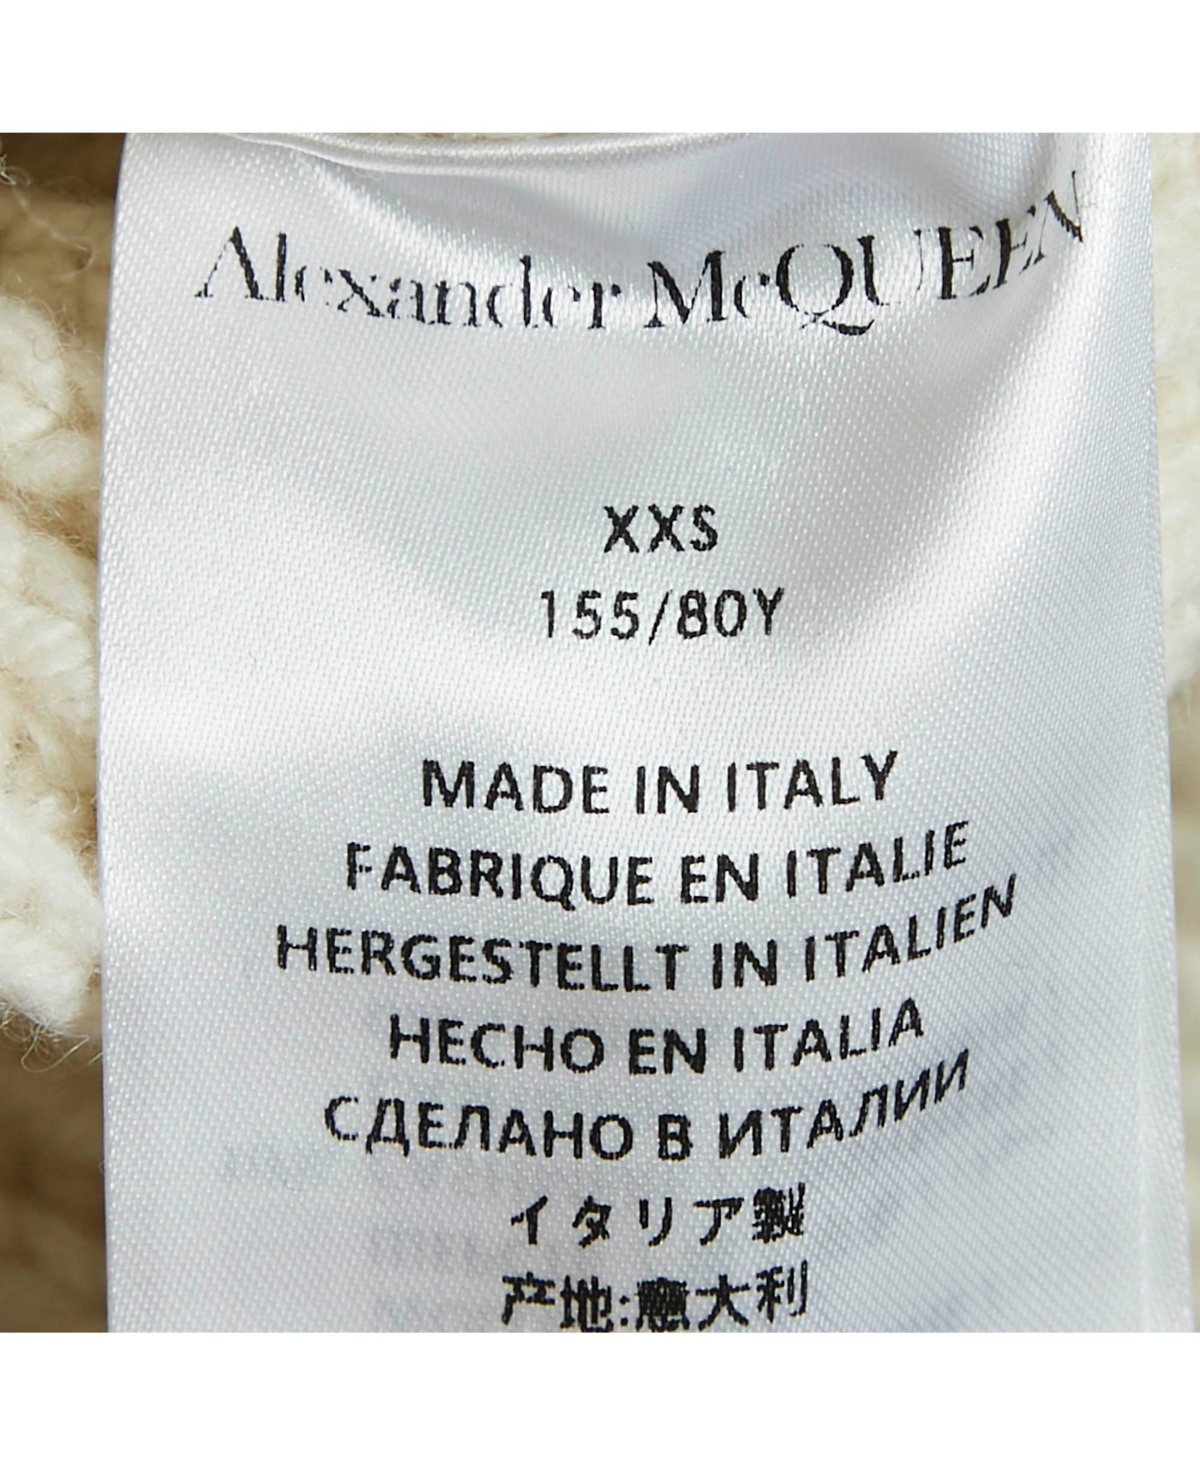 Alexander McQUEEN
XXS
155/80Y
MADE IN ITALY
FABRIQUE EN ITALIE
HERGESTELLT IN ITALIEN
HECHO EN ITALIA
СДЕЛАНО В ИТАЛИИ
イタリア製
产地:意大利